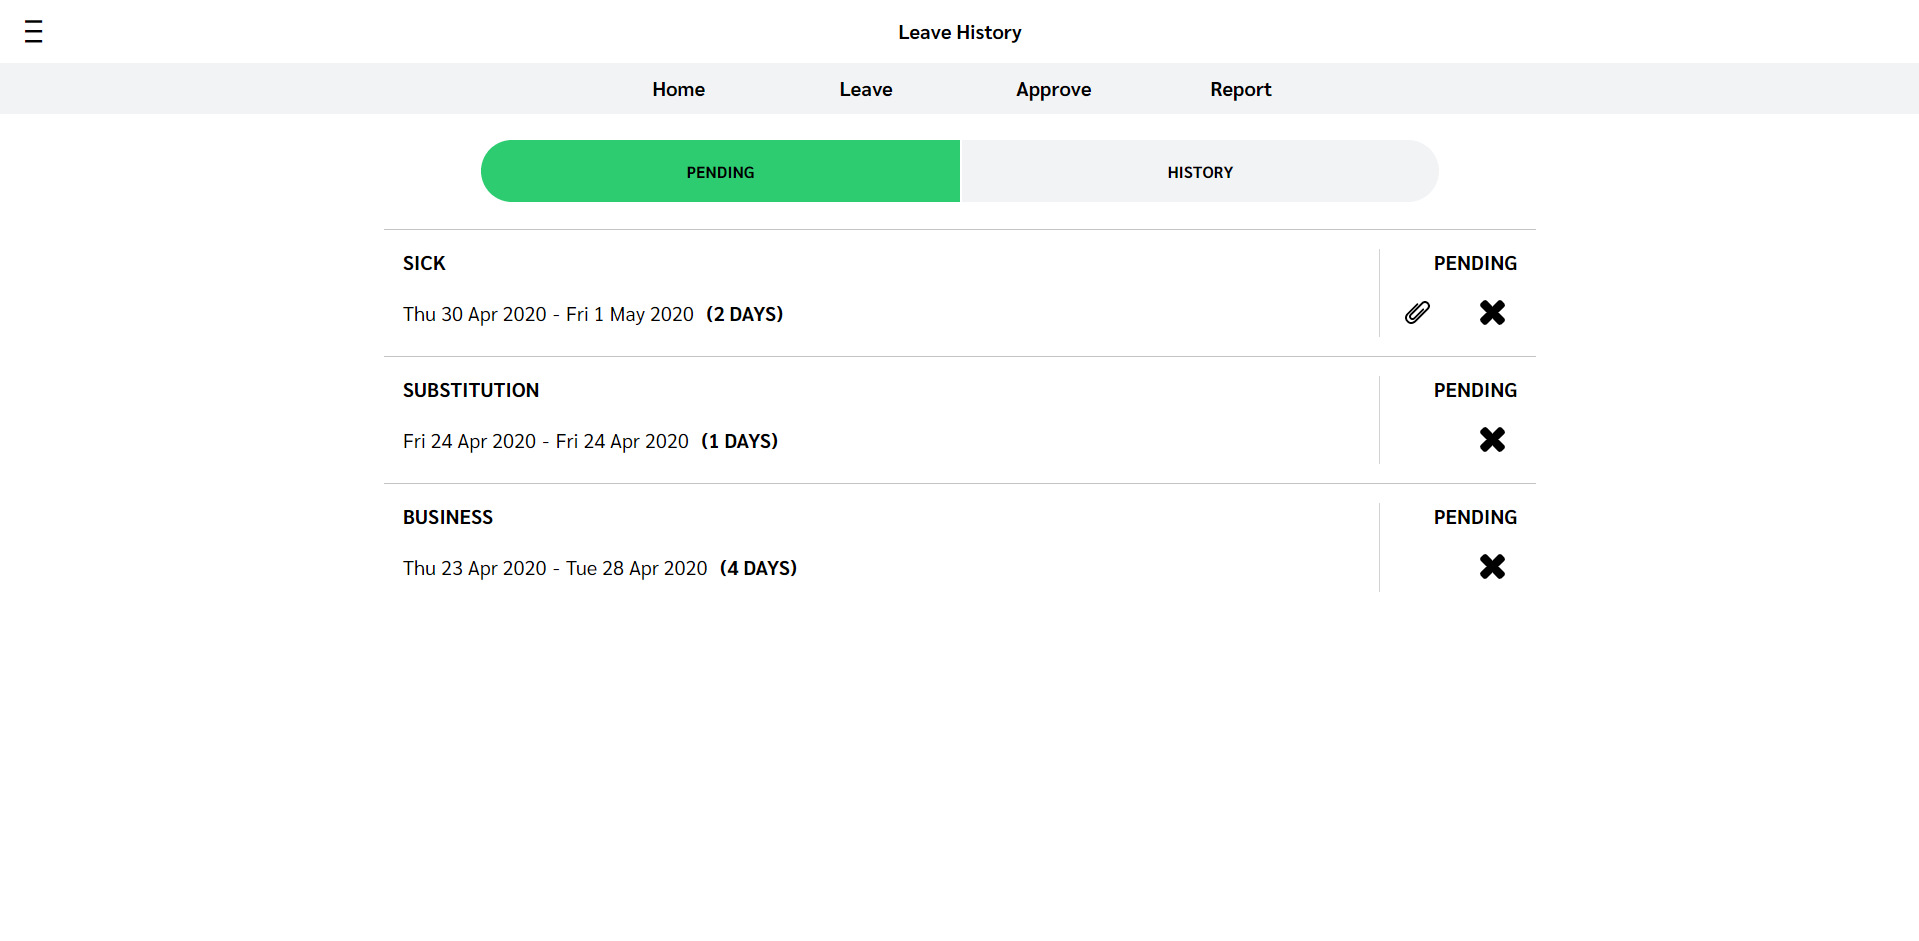 Leave History
Home Leave Approve Report
PENDING HISTORY
SICK PENDING
Thu 30 Apr 2020 - Fri 1 May 2020 (2 DAYS)
SUBSTITUTION PENDING
Fri 24 Apr 2020 - Fri 24 Apr 2020 (1 DAYS)
BUSINESS PENDING
Thu 23 Apr 2020 - Tue 28 Apr 2020 (4 DAYS)